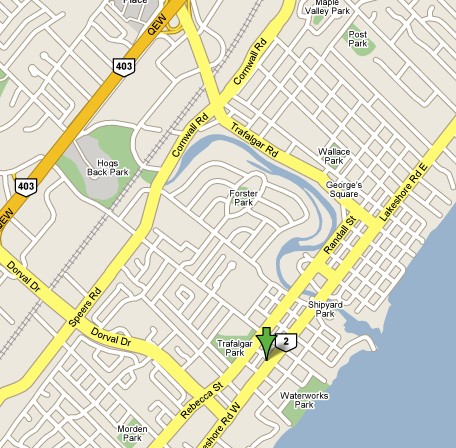 Place
Maple
Valley Park
QEW
Post
Park
403
Cornwall Rd
Cornwall Rd
Trafalgar Rd
Wallace
Park
Hogs
Back Park
403
George's
Square
Lakeshore Rd E
Forster
Park
QEW
Randall St
Dorval Dr
Speers Rd
Shipyard
Park
Dorval Dr
Trafalgar
Park
2
Rebecca St
Waterworks
Park
eshore Rd W
Morden
Park